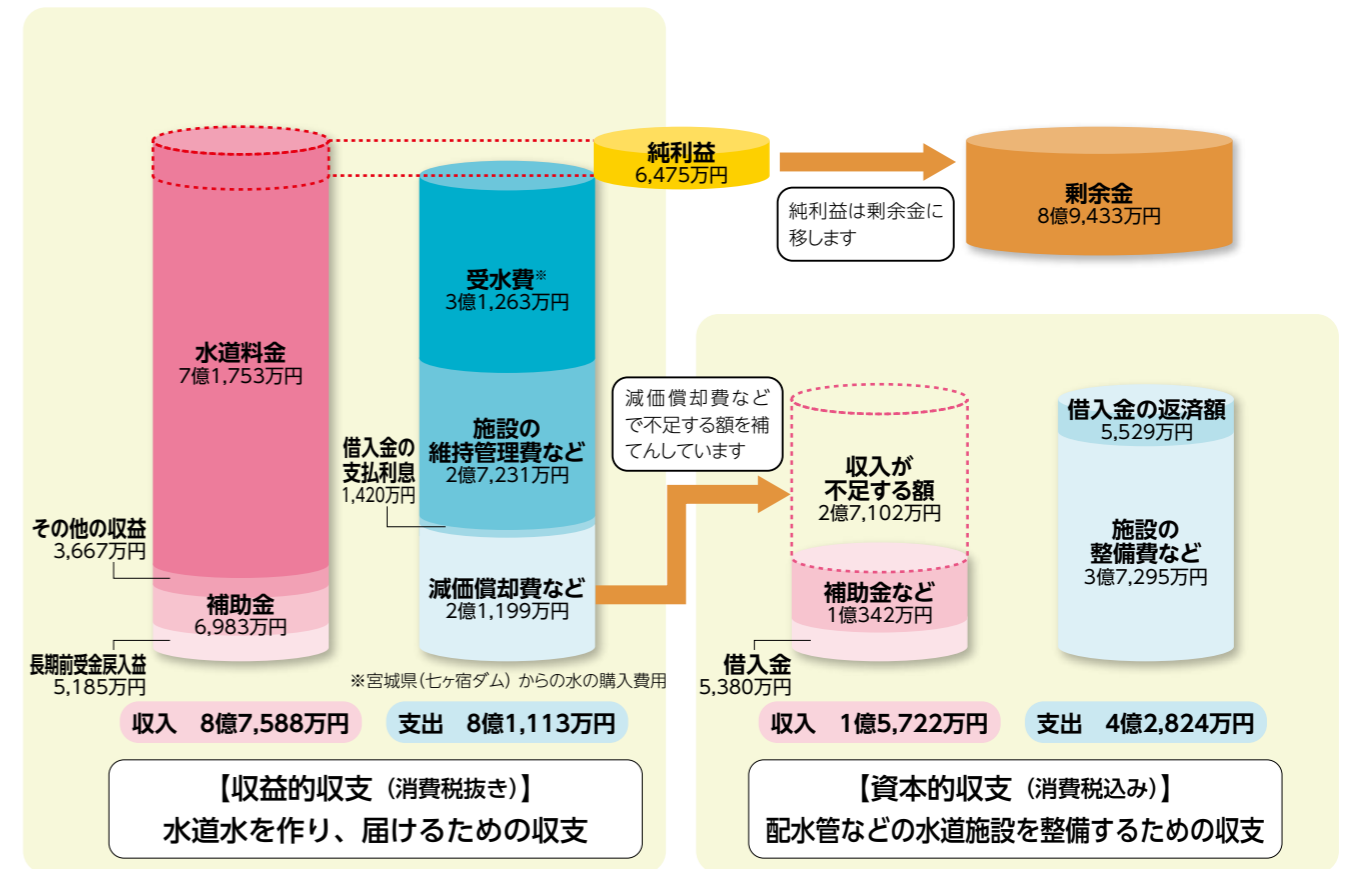 純利益
6,475万円
純利益は剰余金に
移します
剰余金
8億9,433万円
水道料金
7億1,753万円
その他の収益
3,667万円
補助金
6,983万円
長期前受金戻入益
5,185万円
受水費※
3億1,263万円
施設の
維持管理費など
2億7,231万円
借入金の
支払利息
1,420万円
減価償却費など
2億1,199万円
※宮城県(七ヶ宿ダム) からの水の購入費用
収入 8億7,588万円
支出 8億1,113万円
【収益的収支(消費税抜き)】
水道水を作り、届けるための収支
減価償却費など
で不足する額を補
てんしています
収入が
不足する額
2億7,102万円
補助金など
1億342万円
借入金
5,380万円
借入金の返済額
5,529万円
施設の
整備費など
3億7,295万円
収入 1億5,722万円
支出 4億2,824万円
【資本的収支(消費税込み)】
配水管などの水道施設を整備するための収支